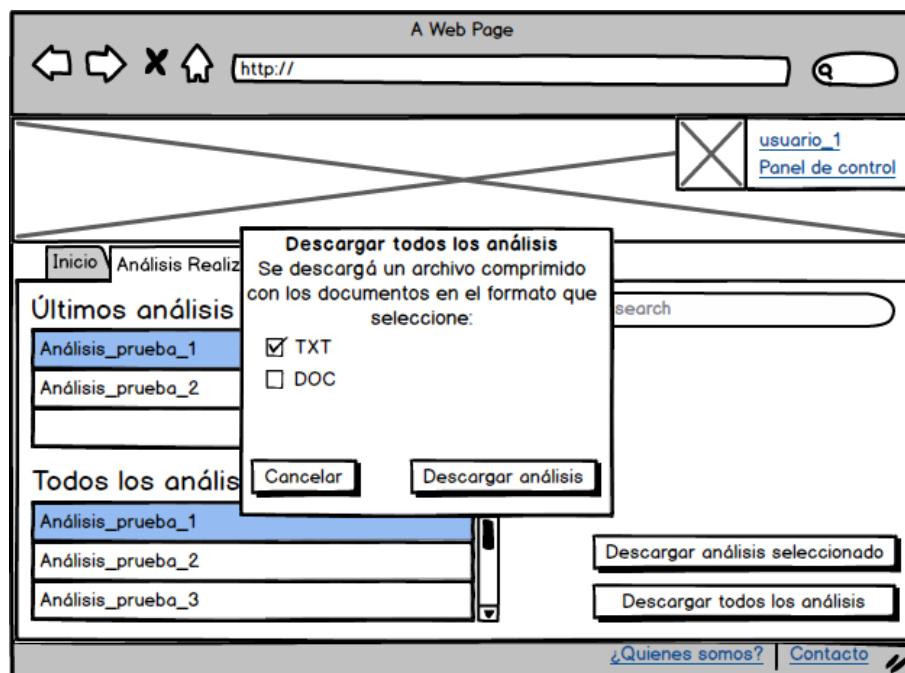 A Web Page
http://
usuario_1
Panel de control
Inicio
Análisis Realiz
Descargar todos los análisis
Se descargá un archivo comprimido
con los documentos en el formato que
seleccione:
TXT
DOC
Cancelar
Descargar análisis
Últimos análisis
search
Análisis_prueba_1
Análisis_prueba_2
Todos los anális
Análisis_prueba_1
Análisis_prueba_2
Análisis_prueba_3
Descargar análisis seleccionado
Descargar todos los análisis
¿Quienes somos?
Contacto